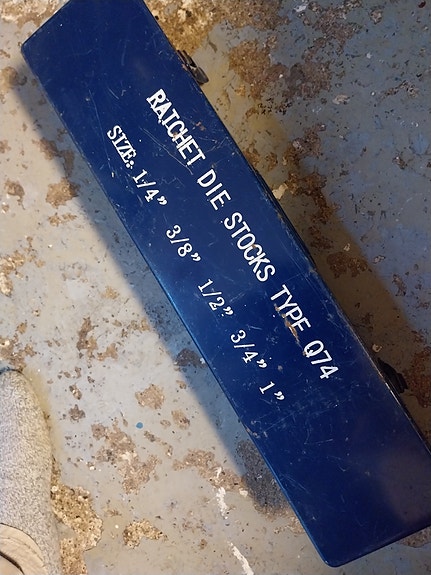 RATCHET DIE STOCKS TYPE Q74
SIZE: 1/4" 3/8" 1/2" 3/4" 1"